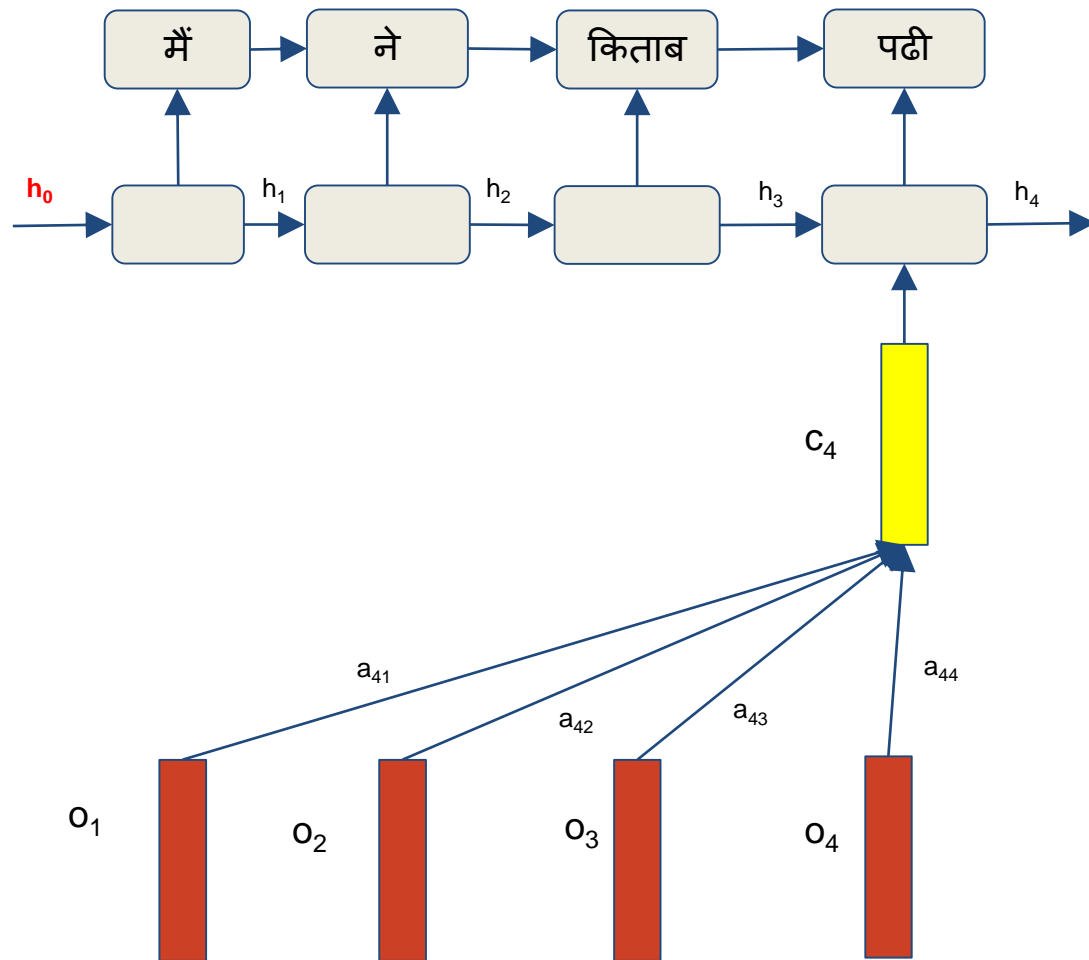 मैं ने किताब पढी
h₀ h₁ h₂ h₃ h₄
c₄
a₄₁ a₄₂ a₄₃ a₄₄
o₁ o₂ o₃ o₄